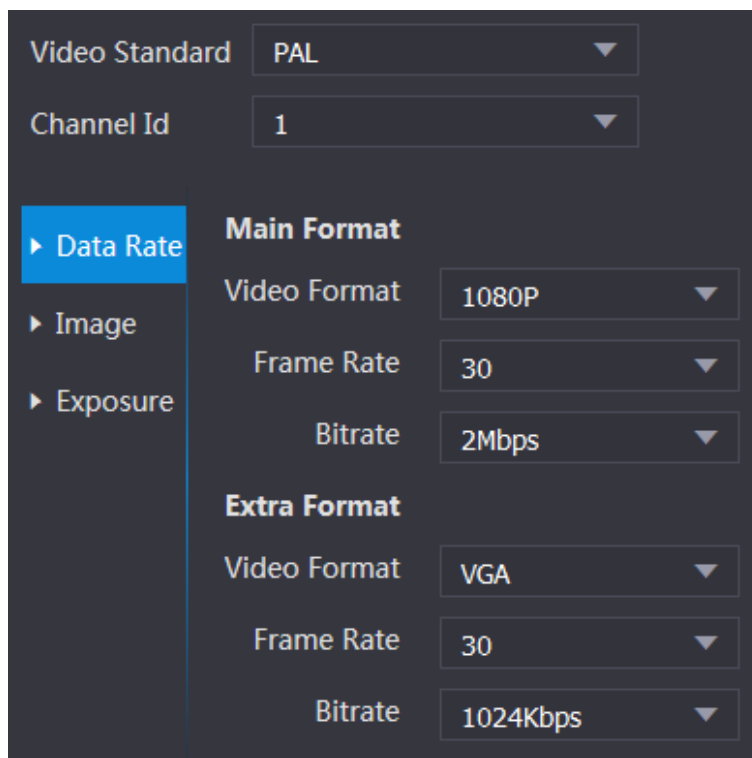 Video Standard PAL
Channel Id 1
Data Rate
Image
Exposure
Main Format
Video Format 1080P
Frame Rate 30
Bitrate 2Mbps
Extra Format
Video Format VGA
Frame Rate 30
Bitrate 1024Kbps